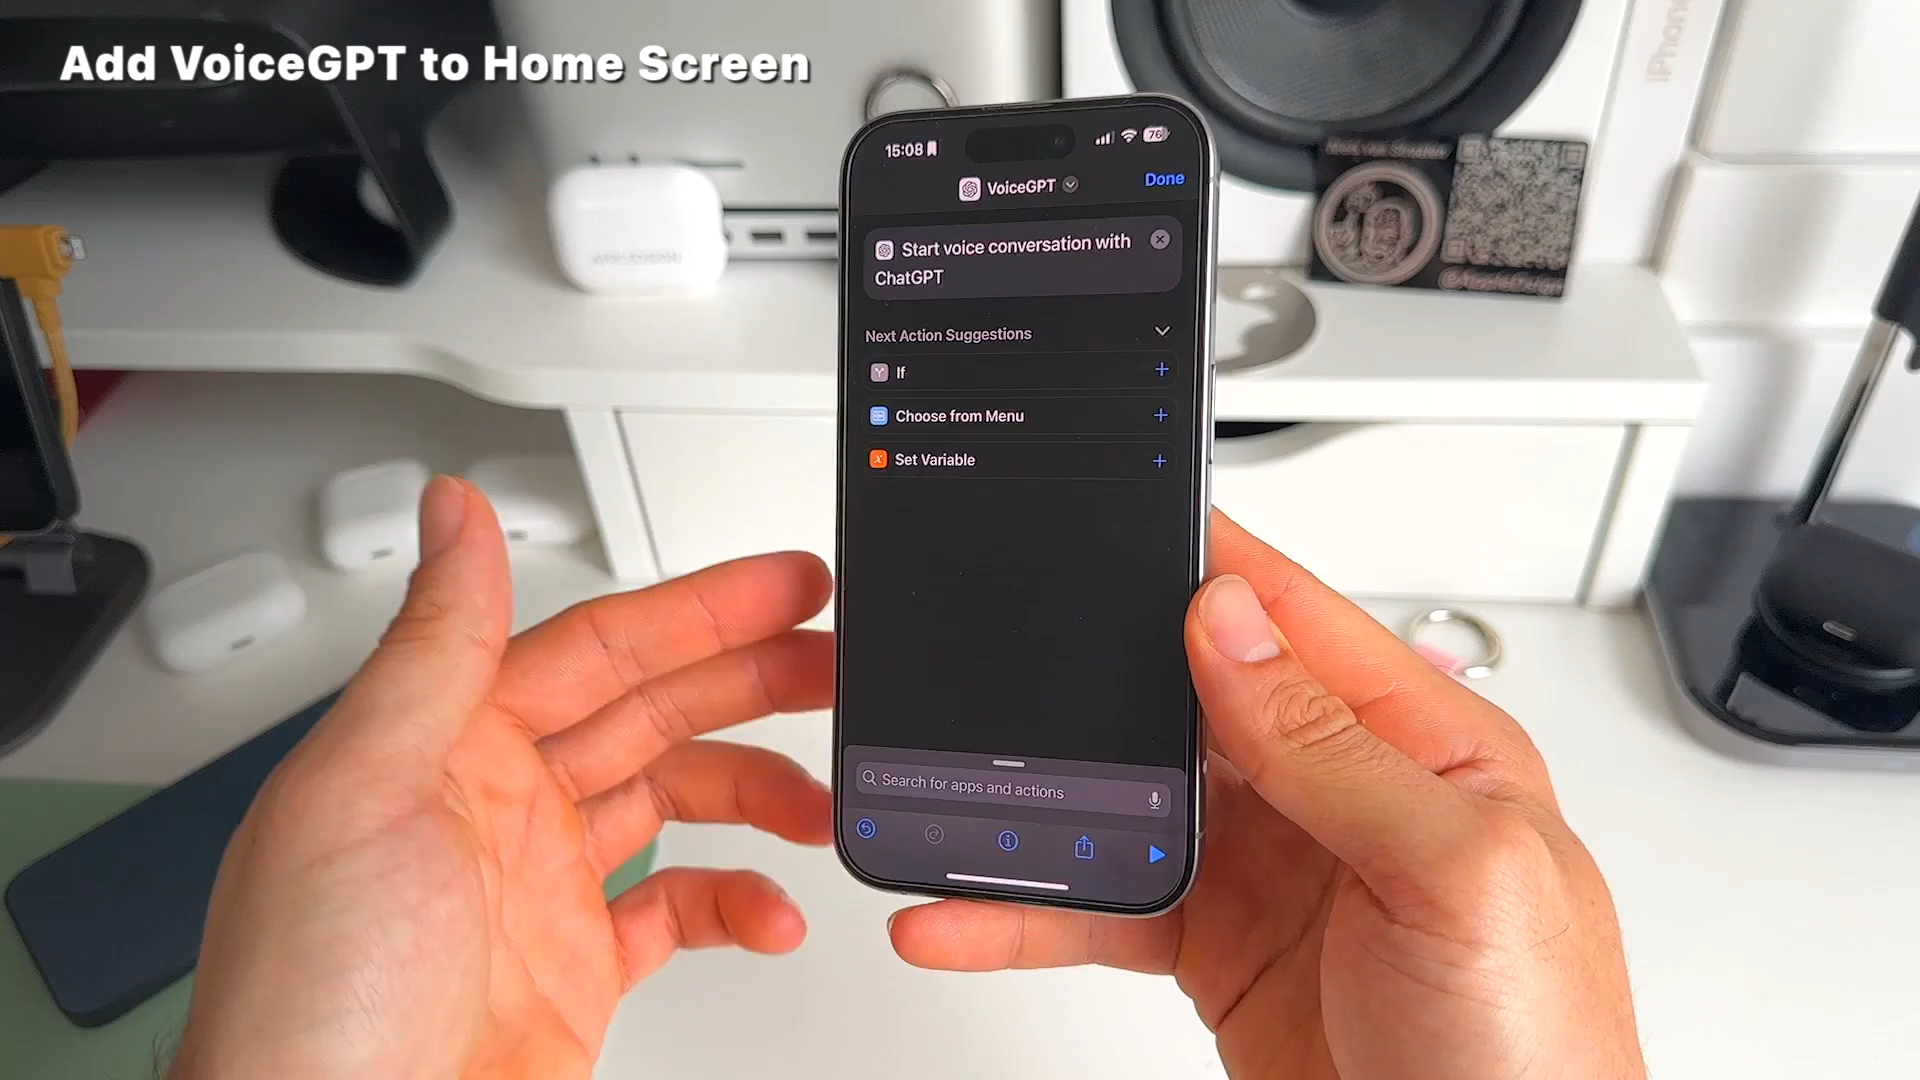 Add VoiceGPT to Home Screen
iPhone
15:08
76
VoiceGPT
Done
Start voice conversation with
ChatGPT
Next Action Suggestions
If
Choose from Menu
Set Variable
Search for apps and actions